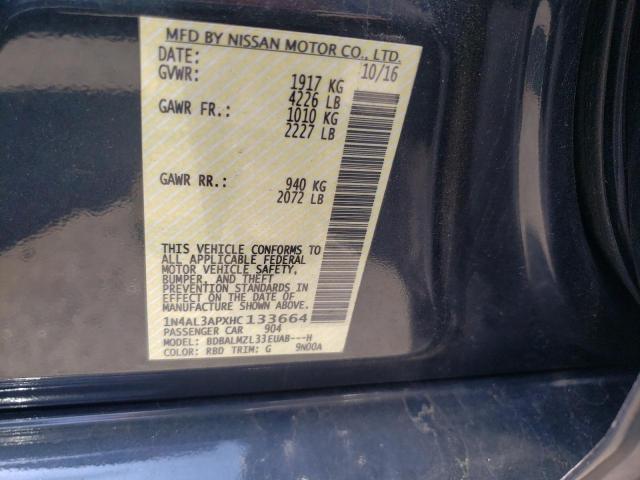 MFD BY NISSAN MOTOR CO., LTD.
DATE: 10/16
GVWR: 1917 KG
4226 LB
GAWR FR.: 1010 KG
2227 LB
GAWR RR.: 940 KG
2072 LB
THIS VEHICLE CONFORMS TO
ALL APPLICABLE FEDERAL
MOTOR VEHICLE SAFETY,
BUMPER, AND THEFT
PREVENTION STANDARDS IN
EFFECT ON THE DATE OF
MANUFACTURE SHOWN ABOVE.
1N4AL3APXHC133664
PASSENGER CAR 904
MODEL: BDBALMZL33EUAB---H
COLOR: RBD TRIM: G 9N00A